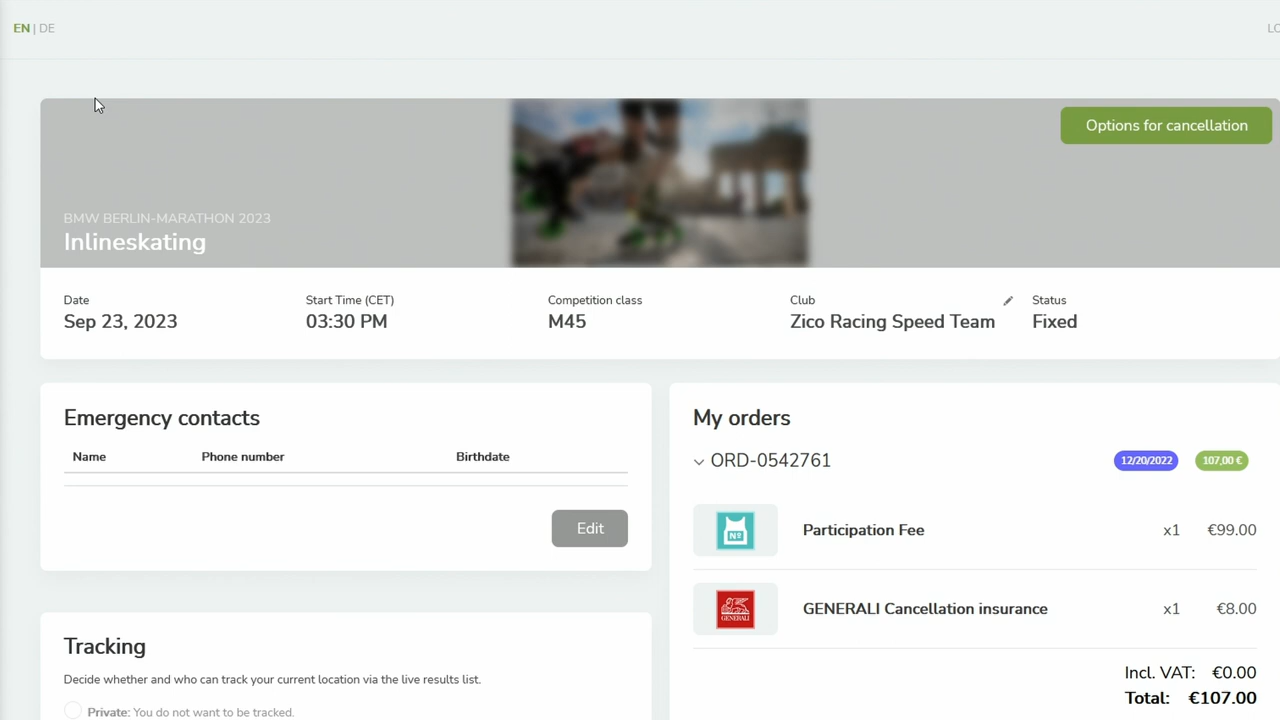 EN | DE
Options for cancellation
BMW BERLIN-MARATHON 2023
Inlineskating
Date
Start Time (CET)
Competition class
Club
Status
Sep 23, 2023
03:30 PM
M45
Zico Racing Speed Team
Fixed
Emergency contacts
Name Phone number Birthdate
Edit
Tracking
Decide whether and who can track your current location via the live results list.
Private: You do not want to be tracked.
My orders
ORD-0542761 12/20/2022 107,00 €
Nº
Participation Fee x1 €99.00
GENERALI
GENERALI Cancellation insurance x1 €8.00
Incl. VAT: €0.00
Total: €107.00